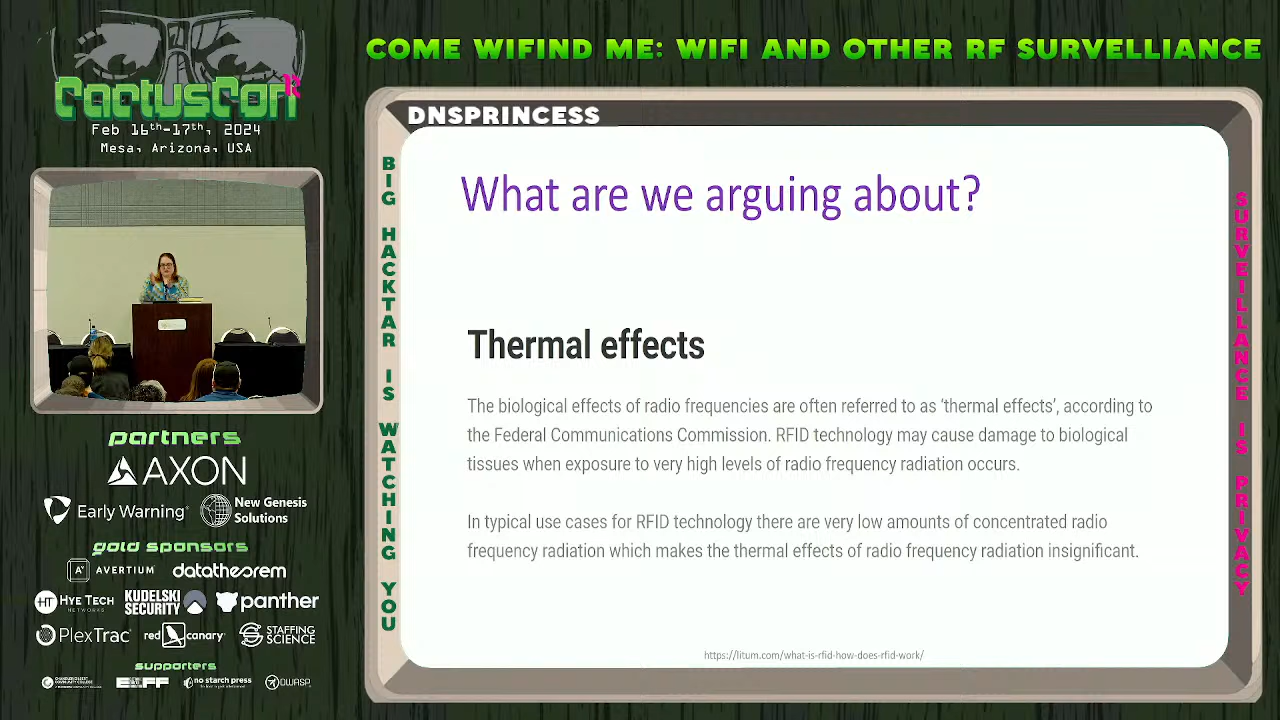 COME WIFIND ME: WIFI AND OTHER RF SURVELLIANCE
CactusCon
Feb 16th-17th, 2024
Mesa, Arizona, USA
DNSPRINCESS
BIG HACKTAR IS WATCHING YOU
What are we arguing about?
Thermal effects
The biological effects of radio frequencies are often referred to as ‘thermal effects’, according to
the Federal Communications Commission. RFID technology may cause damage to biological
tissues when exposure to very high levels of radio frequency radiation occurs.
In typical use cases for RFID technology there are very low amounts of concentrated radio
frequency radiation which makes the thermal effects of radio frequency radiation insignificant.
https://litum.com/what-is-rfid-how-does-rfid-work/
SURVEILLANCE IS PRIVACY
partners
AXON
Early Warning
New Genesis
Solutions
gold sponsors
AVERTIUM
datatheorem
HT HYE TECH
NETWORKS
KUDELSKI
SECURITY
panther
PlexTrac
red canary
STAFFING
SCIENCE
supporters
EFF
no starch press
OWASP